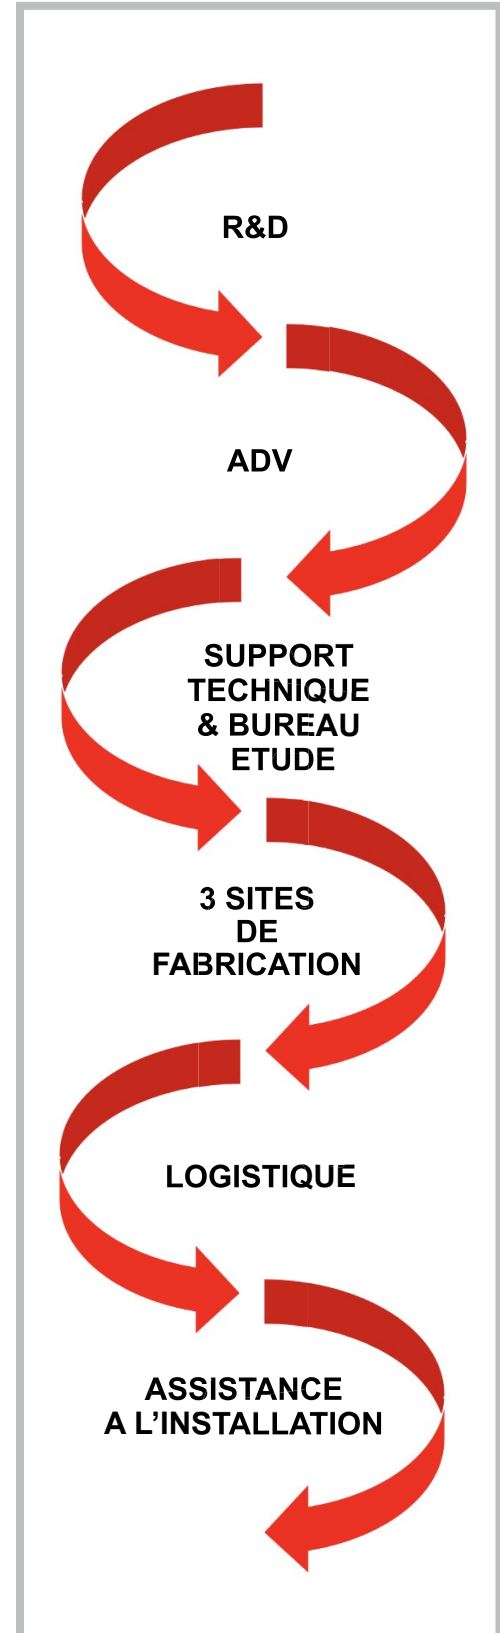 R&D
ADV
SUPPORT
TECHNIQUE
& BUREAU
ETUDE
3 SITES
DE
FABRICATION
LOGISTIQUE
ASSISTANCE
A L’INSTALLATION